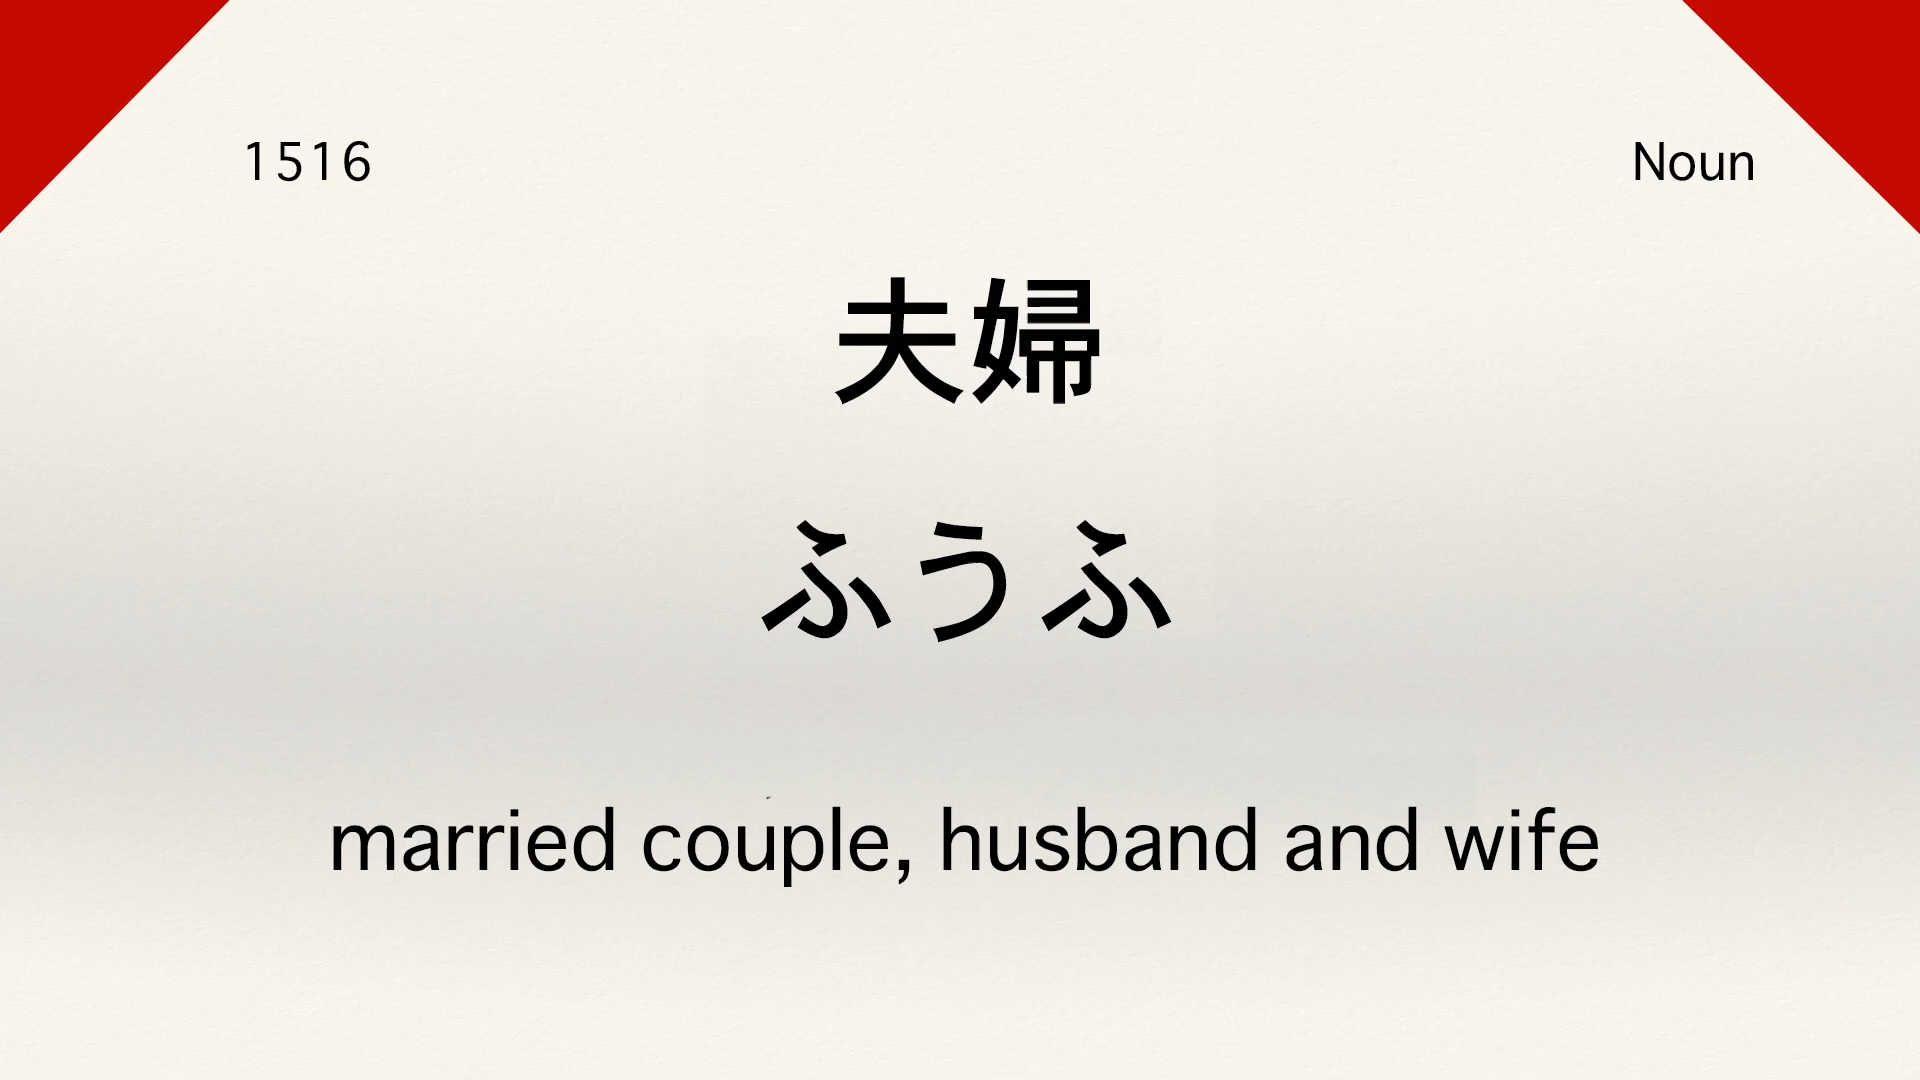 1516
Noun
夫婦
ふうふ
married couple, husband and wife